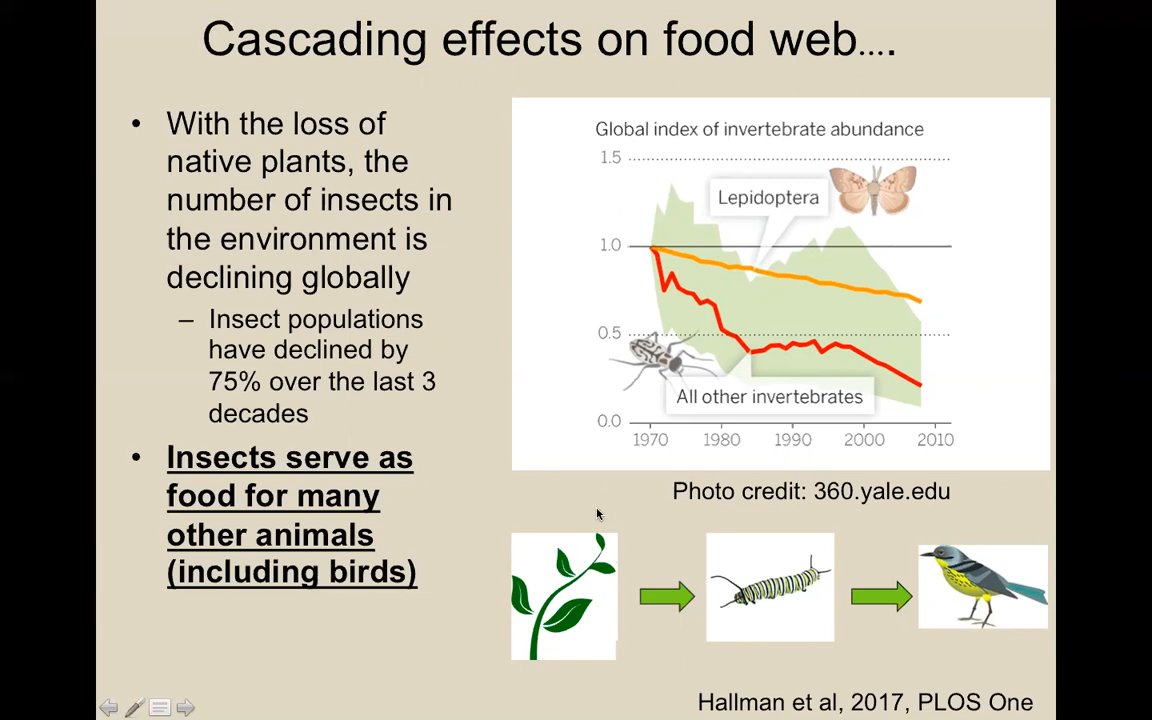 Cascading effects on food web....
• With the loss of
native plants, the
number of insects in
the environment is
declining globally
– Insect populations
have declined by
75% over the last 3
decades
• Insects serve as
food for many
other animals
(including birds)
Global index of invertebrate abundance
1.5
Lepidoptera
1.0
0.5
All other invertebrates
0.0
1970 1980 1990 2000 2010
Photo credit: 360.yale.edu
Hallman et al, 2017, PLOS One